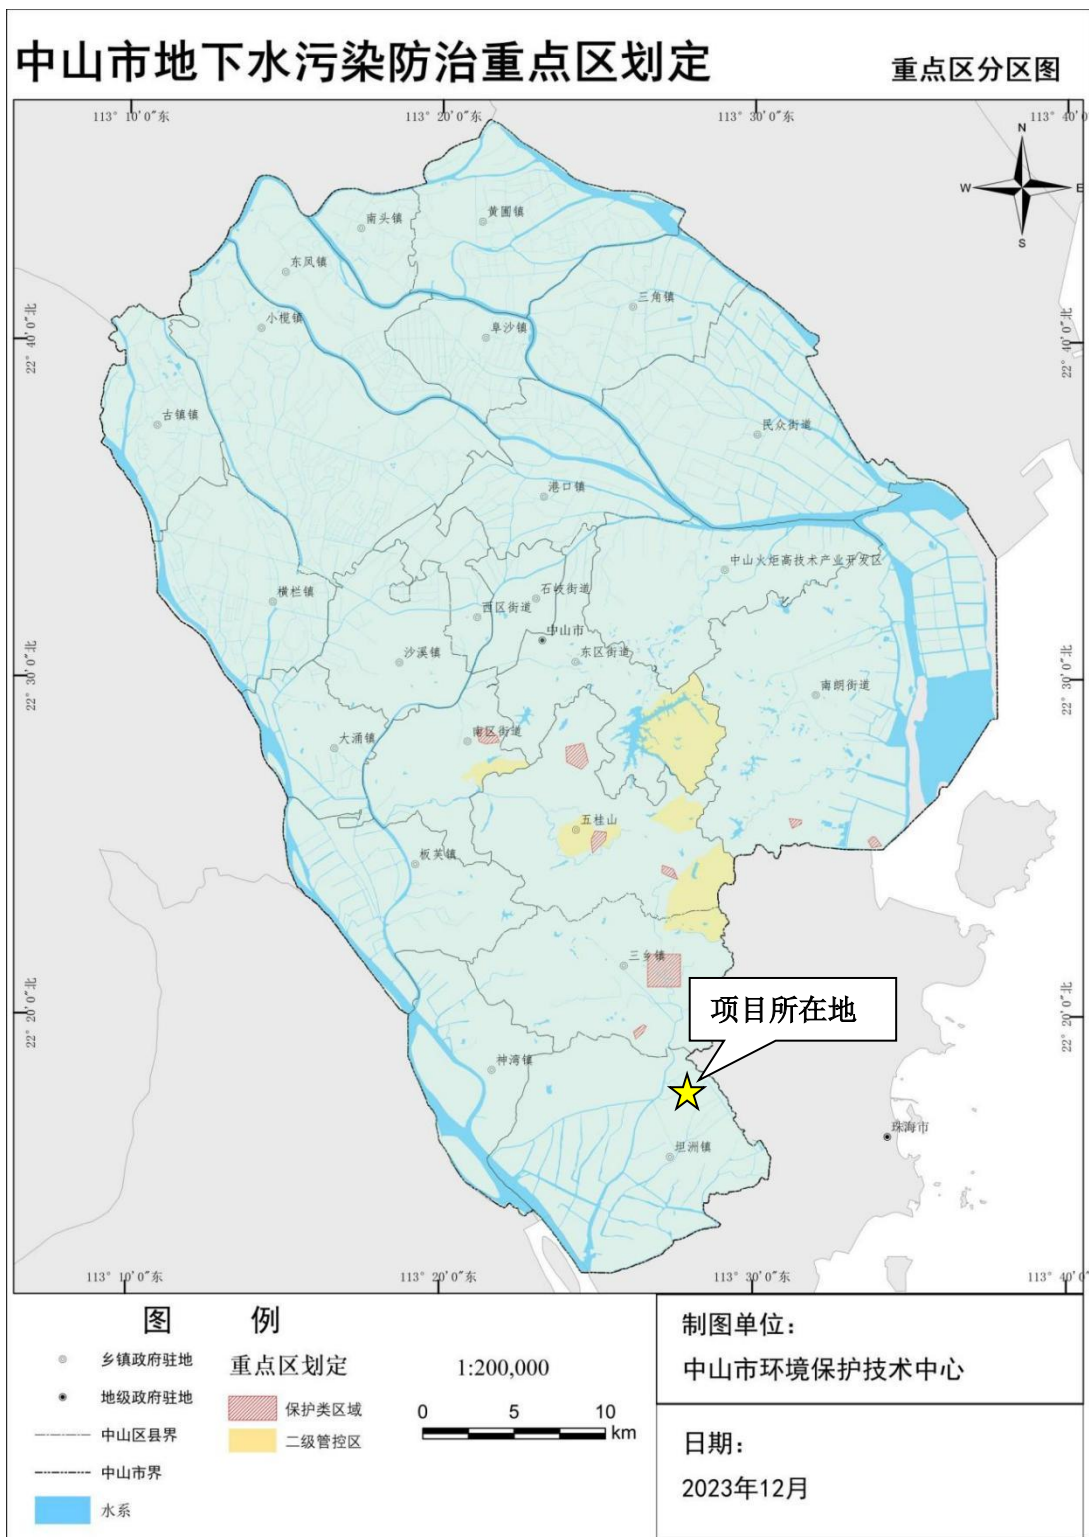 中山市地下水污染防治重点区划定
重点区分区图
113° 10′0″东
113° 20′0″东
113° 30′0″东
113° 40′0
N
W
E
S
南头镇
黄圃镇
东凤镇
三角镇
小榄镇
阜沙镇
22° 40′0″北
22° 40′0″北
古镇镇
民众街道
港口镇
中山火炬高技术产业开发区
横栏镇
石岐街道
西区街道
中山市
沙溪镇
东区街道
22° 30′0″北
22° 30′0″北
南朗街道
大涌镇
南区街道
五桂山
板芙镇
三乡镇
22° 20′0″北
22° 20′0″北
项目所在地
神湾镇
珠海市
坦洲镇
113° 10′0″东
113° 20′0″东
113° 30′0″东
113° 40′0
图 例
乡镇政府驻地
地级政府驻地
中山区县界
中山市界
水系
重点区划定
保护类区域
二级管控区
1:200,000
0 5 10
km
制图单位：
中山市环境保护技术中心
日期：
2023年12月